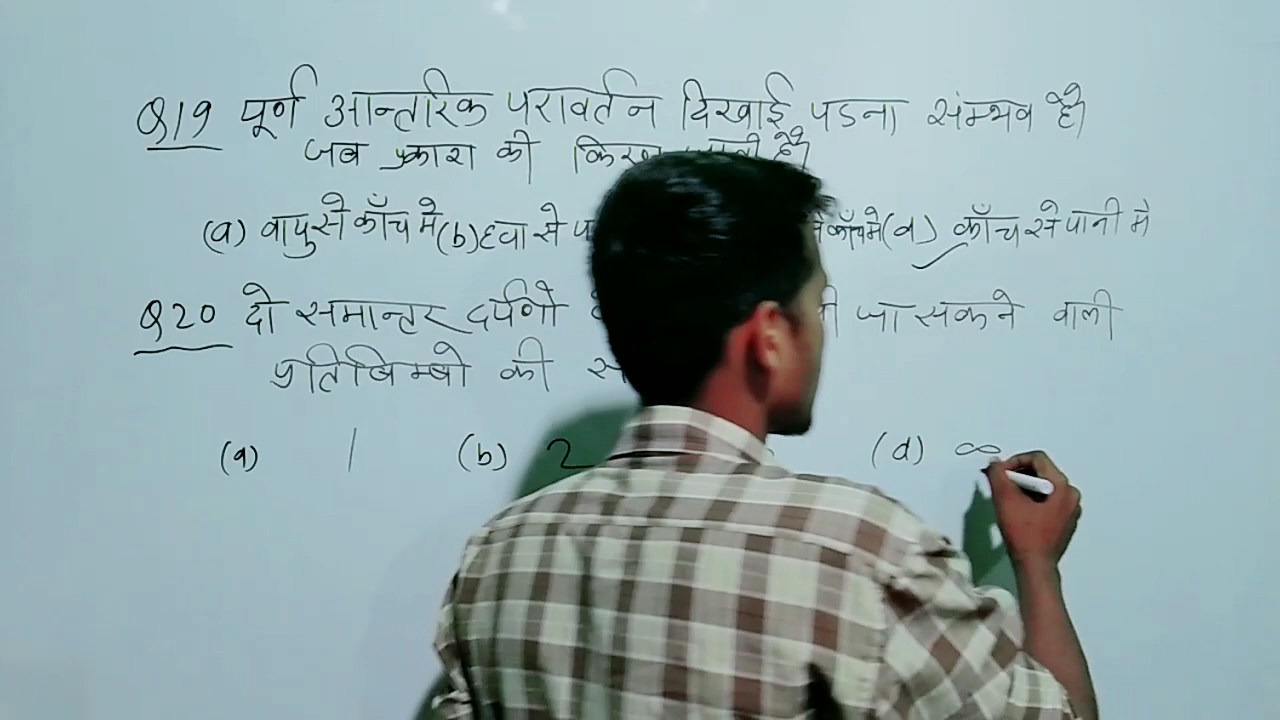 Q19 पूर्ण आन्तरिक परावर्तन दिखाई पडना संम्भव है।
जब प्रकाश की किरण है।
(a) वायु से काँच मे (b) हवा से काँच मे (d) काँच से पानी मे
Q20 दो समान्तर दर्पणो जा सकने वाली
प्रतिबिम्बो की
(a) 1 (b) 2 (d) ∞